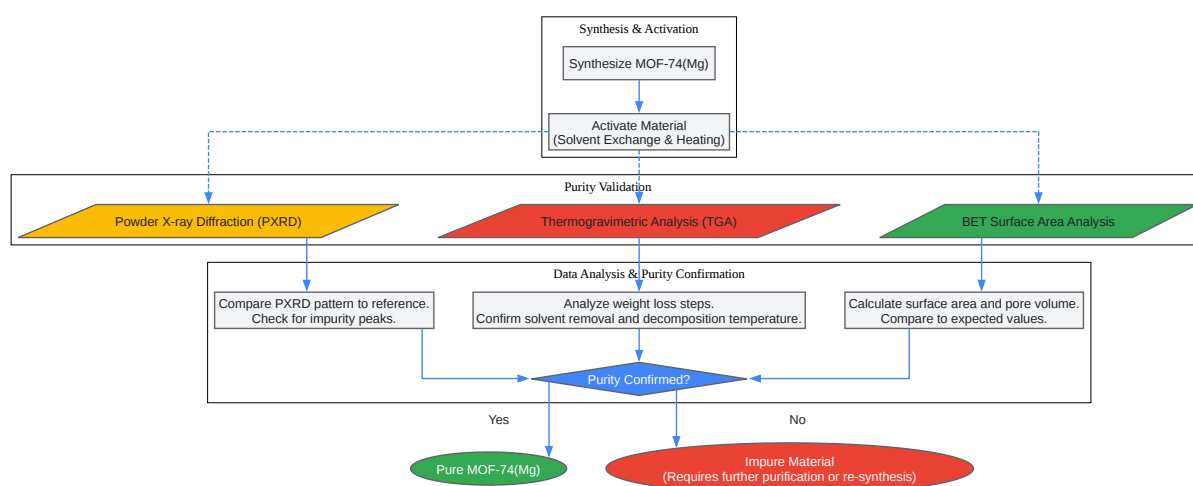 Synthesis & Activation
Synthesize MOF-74(Mg)
Activate Material
(Solvent Exchange & Heating)
Purity Validation
Powder X-ray Diffraction (PXRD)
Thermogravimetric Analysis (TGA)
BET Surface Area Analysis
Data Analysis & Purity Confirmation
Compare PXRD pattern to reference.
Check for impurity peaks.
Analyze weight loss steps.
Confirm solvent removal and decomposition temperature.
Calculate surface area and pore volume.
Compare to expected values.
Purity Confirmed?
Yes
No
Pure MOF-74(Mg)
Impure Material
(Requires further purification or re-synthesis)